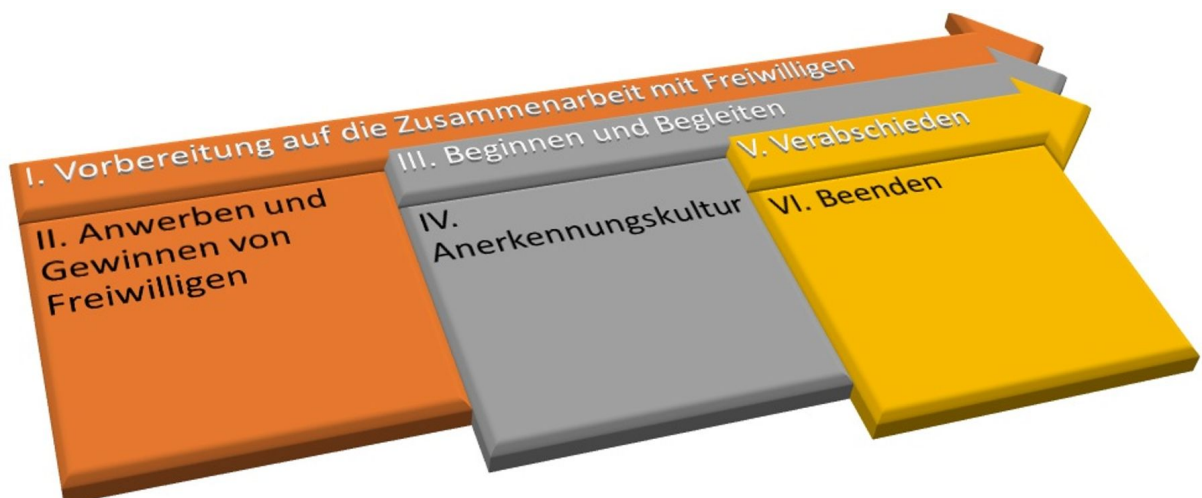 I. Vorbereitung auf die Zusammenarbeit mit Freiwilligen
II. Anwerben und
Gewinnen von
Freiwilligen
III. Beginnen und Begleiten
IV.
Anerkennungskultur
V. Verabschieden
VI. Beenden